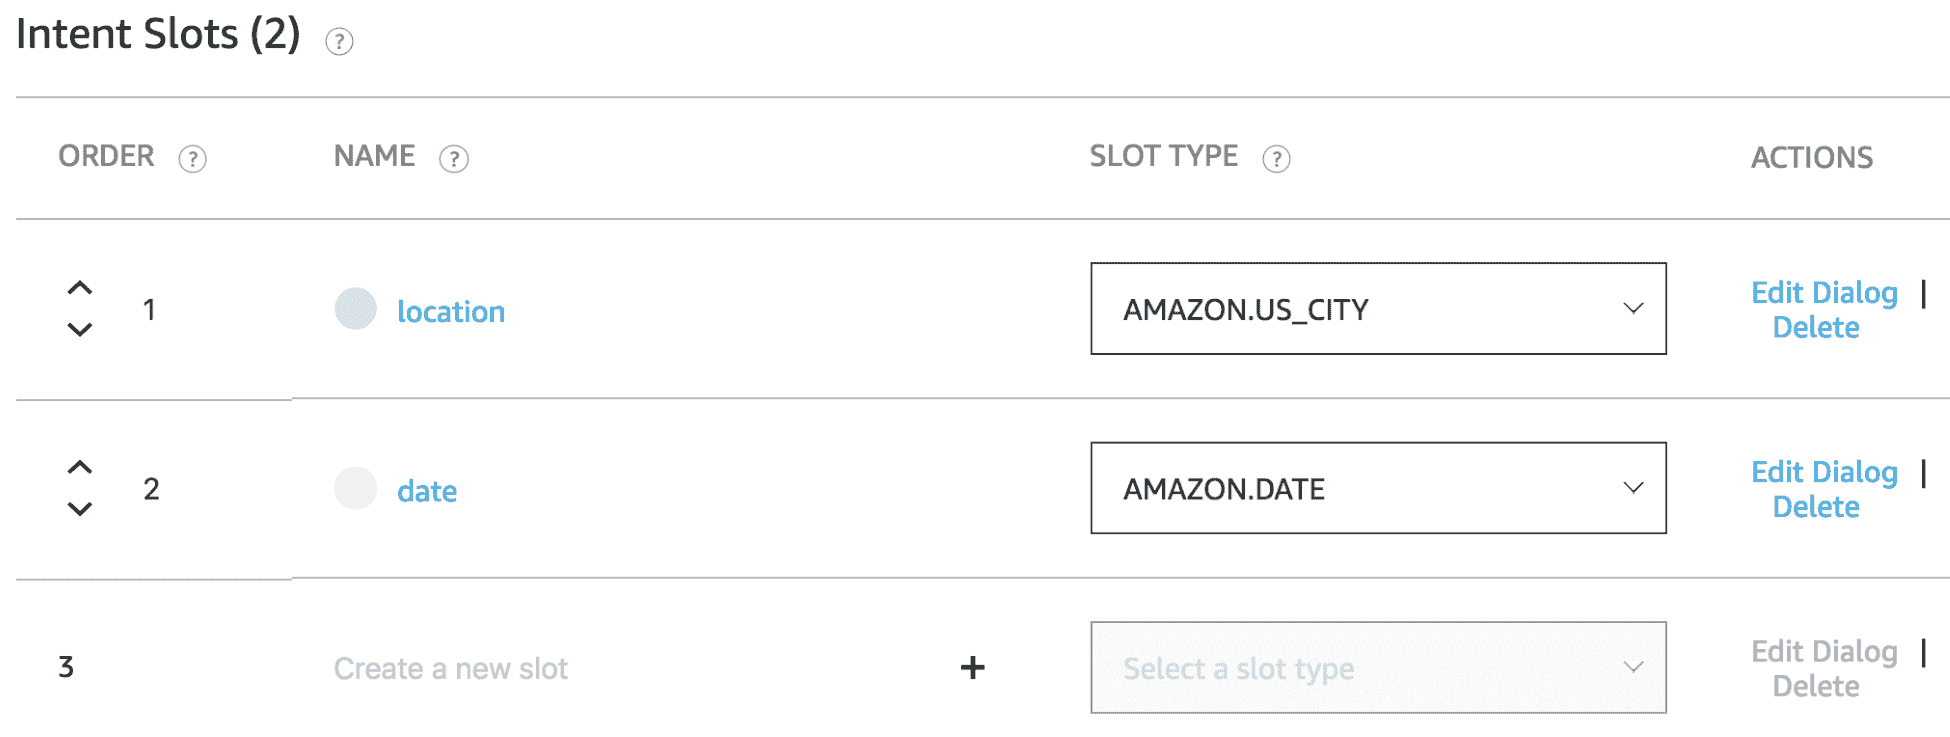 Intent Slots (2) ?
ORDER ? NAME ? SLOT TYPE ? ACTIONS
1 location AMAZON.US_CITY Edit Dialog |
Delete
2 date AMAZON.DATE Edit Dialog |
Delete
3 Create a new slot + Select a slot type Edit Dialog |
Delete